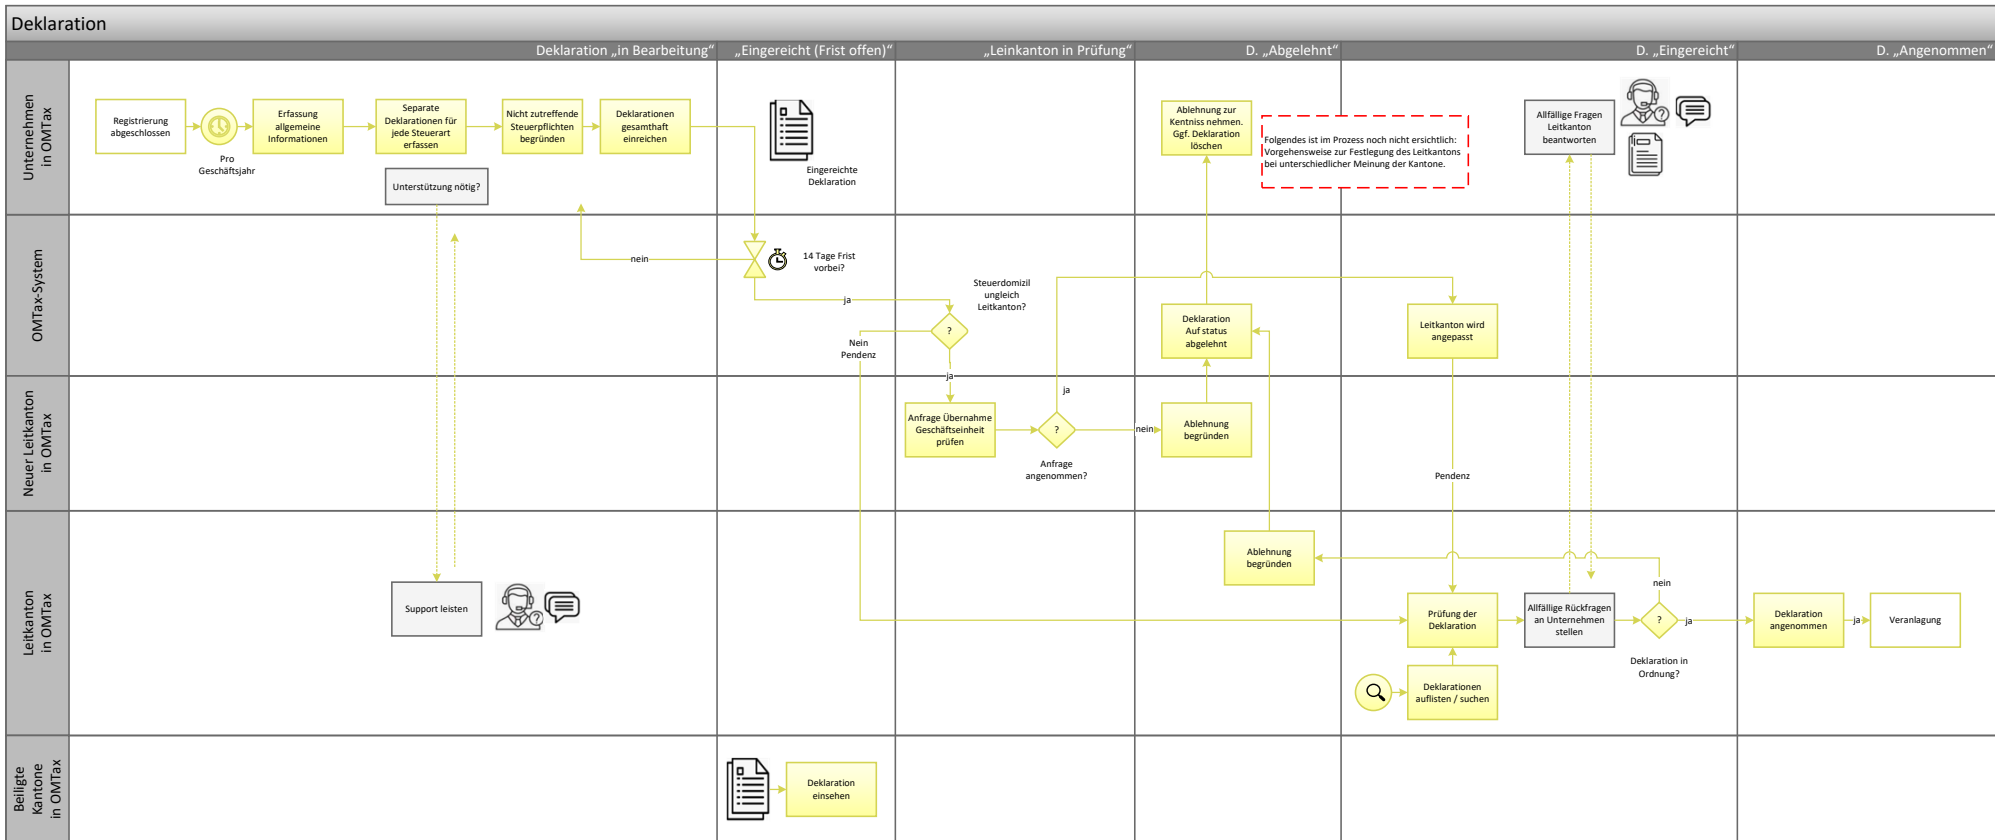 Deklaration
Deklaration „in Bearbeitung“
„Eingereicht (Frist offen)“
„Leinkanton in Prüfung“
D. „Abgelehnt“
D. „Eingereicht“
D. „Angenommen“
Unternehmen
in OMTax
Registrierung
abgeschlossen
Pro
Geschäftsjahr
Erfassung
allgemeine
Informationen
Separate
Deklarationen für
jede Steuerart
erfassen
Nicht zutreffende
Steuerpflichten
begründen
Deklarationen
gesamthaft
einreichen
Unterstützung nötig?
Eingereichte
Deklaration
Ablehnung zur
Kentniss nehmen.
Ggf. Deklaration
löschen
Folgendes ist im Prozess noch nicht ersichtlich:
Vorgehensweise zur Festlegung des Leitkantons
bei unterschiedlicher Meinung der Kantone.
Allfällige Fragen
Leitkanton
beantworten
?
OMTax-System
nein
14 Tage Frist
vorbei?
ja
Steuerdomizil
ungleich
Leitkanton?
?
Nein
Pendenz
ja
Deklaration
Auf status
abgelehnt
Leitkanton wird
angepasst
Neuer Leitkanton
in OMTax
Anfrage Übernahme
Geschäftseinheit
prüfen
ja
?
Anfrage
angenommen?
nein
Ablehnung
begründen
Pendenz
Leitkanton
in OMTax
Support leisten
?
Ablehnung
begründen
Prüfung der
Deklaration
Allfällige Rückfragen
an Unternehmen
stellen
nein
?
ja
Deklaration in
Ordnung?
Deklaration
angenommen
ja
Veranlagung
Deklarationen
auflisten / suchen
Beiligte
Kantone
in OMTax
Deklaration
einsehen